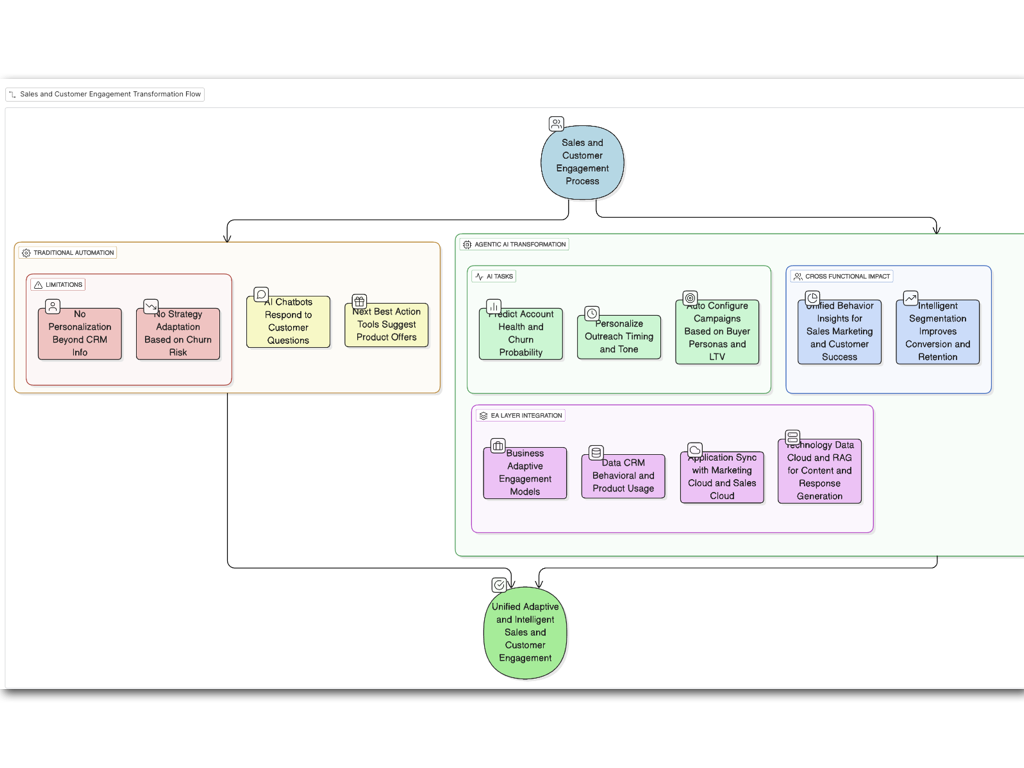 Sales and Customer Engagement Transformation Flow
Sales and
Customer
Engagement
Process
TRADITIONAL AUTOMATION
LIMITATIONS
No
Personalization
Beyond CRM
Info
No Strategy
Adaptation
Based on Churn
Risk
AI Chatbots
Respond to
Customer
Questions
Next Best Action
Tools Suggest
Product Offers
AGENTIC AI TRANSFORMATION
AI TASKS
Predict Account
Health and
Churn
Probability
Personalize
Outreach Timing
and Tone
Auto Configure
Campaigns
Based on Buyer
Personas and
LTV
CROSS FUNCTIONAL IMPACT
Unified Behavior
Insights for
Sales Marketing
and Customer
Success
Intelligent
Segmentation
Improves
Conversion and
Retention
EA LAYER INTEGRATION
Business
Adaptive
Engagement
Models
Data CRM
Behavioral and
Product Usage
Application Sync
with Marketing
Cloud and Sales
Cloud
Technology Data
Cloud and RAG
for Content and
Response
Generation
Unified Adaptive
and Intelligent
Sales and
Customer
Engagement